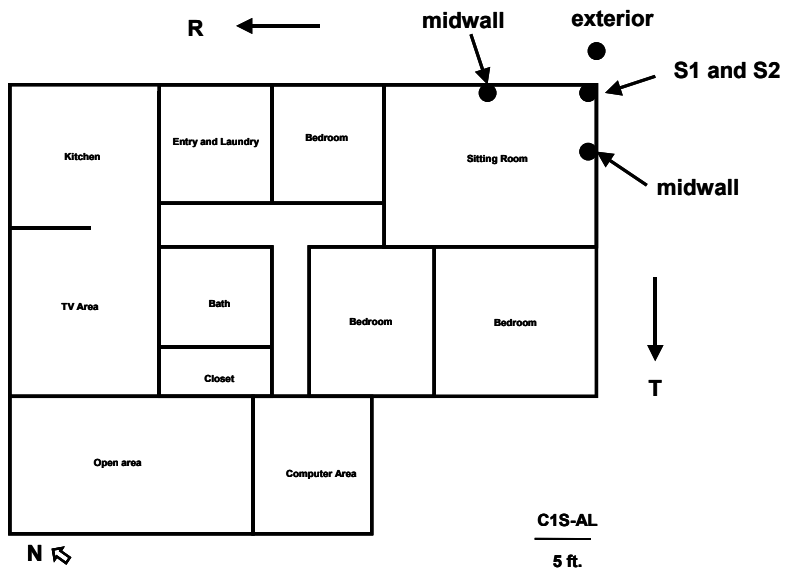 exterior
midwall
R
S1 and S2
Entry and Laundry
Bedroom
Kitchen
Sitting Room
midwall
TV Area
Bath
Bedroom
Bedroom
Closet
T
Open area
Computer Area
C1S-AL
N
5 ft.